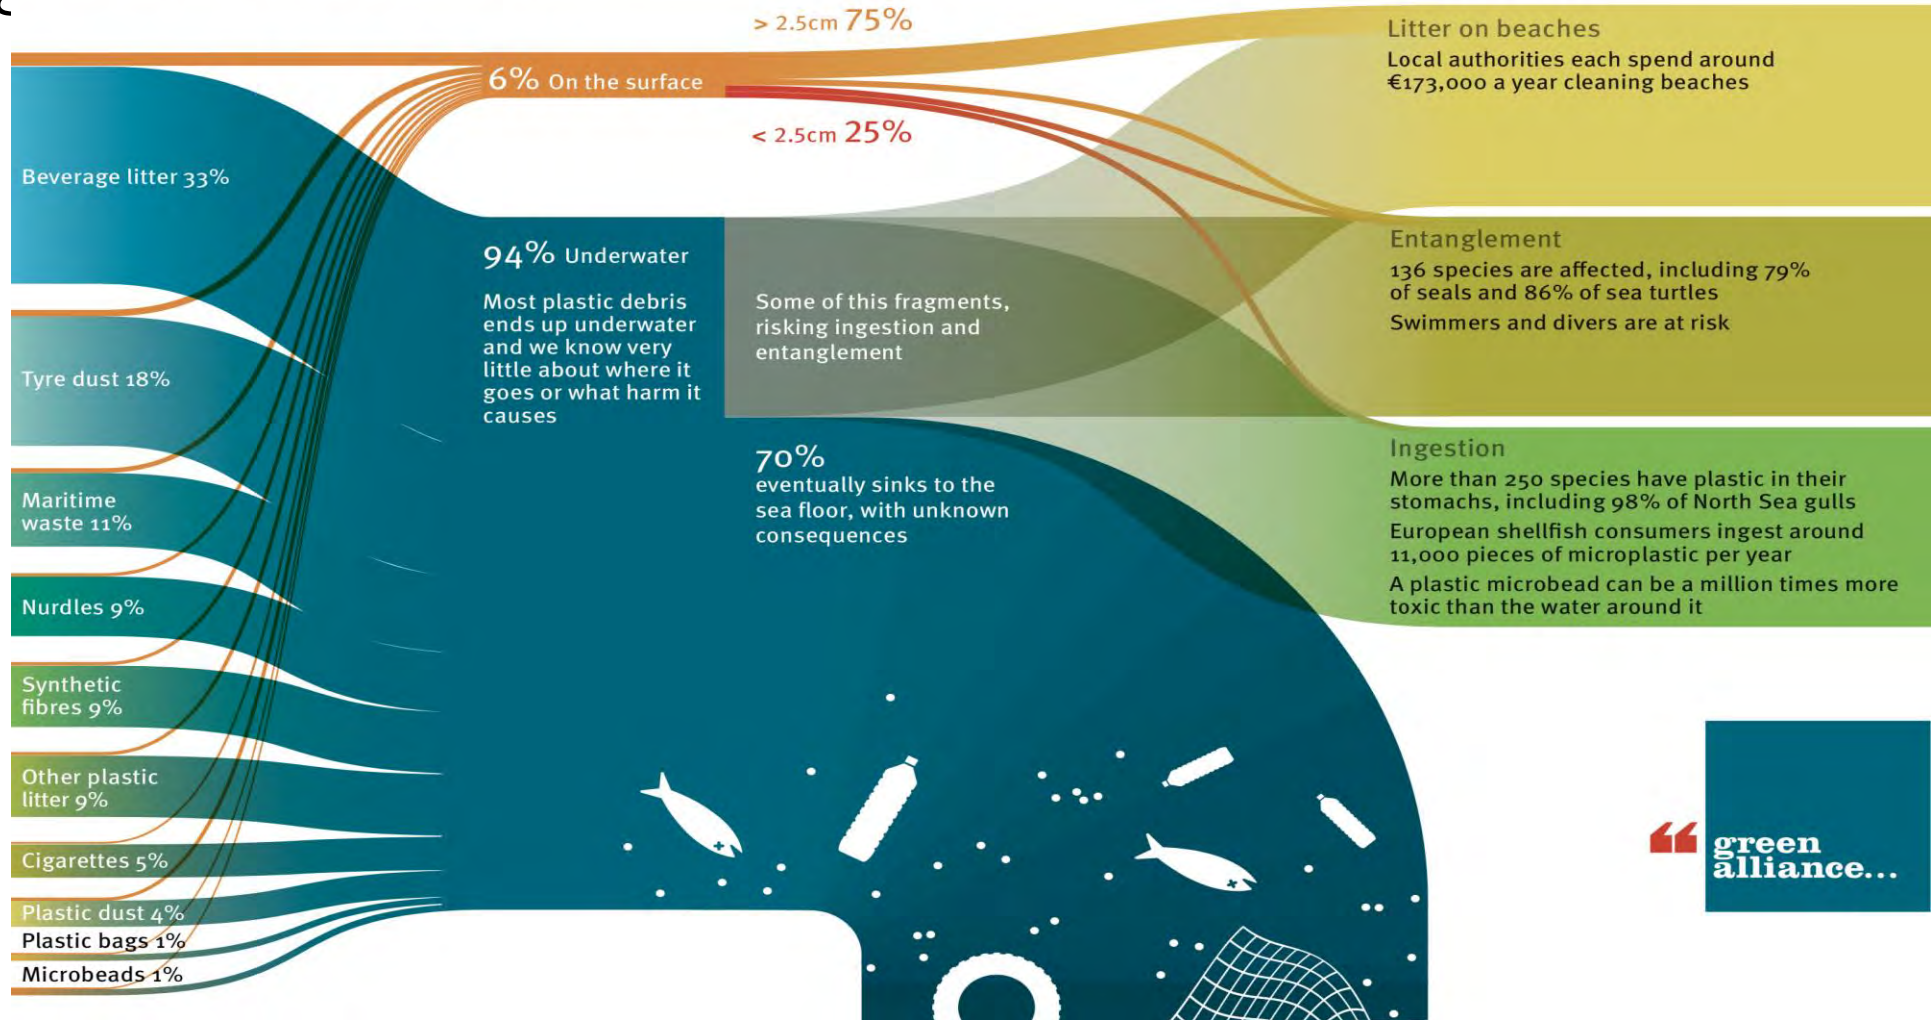 > 2.5cm 75%
6% On the surface
< 2.5cm 25%
Beverage litter 33%
Tyre dust 18%
Maritime
waste 11%
Nurdles 9%
Synthetic
fibres 9%
Other plastic
litter 9%
Cigarettes 5%
Plastic dust 4%
Plastic bags 1%
Microbeads 1%
94% Underwater
Most plastic debris
ends up underwater
and we know very
little about where it
goes or what harm it
causes
Some of this fragments,
risking ingestion and
entanglement
70%
eventually sinks to the
sea floor, with unknown
consequences
Litter on beaches
Local authorities each spend around
€173,000 a year cleaning beaches
Entanglement
136 species are affected, including 79%
of seals and 86% of sea turtles
Swimmers and divers are at risk
Ingestion
More than 250 species have plastic in their
stomachs, including 98% of North Sea gulls
European shellfish consumers ingest around
11,000 pieces of microplastic per year
A plastic microbead can be a million times more
toxic than the water around it
“ green
alliance...